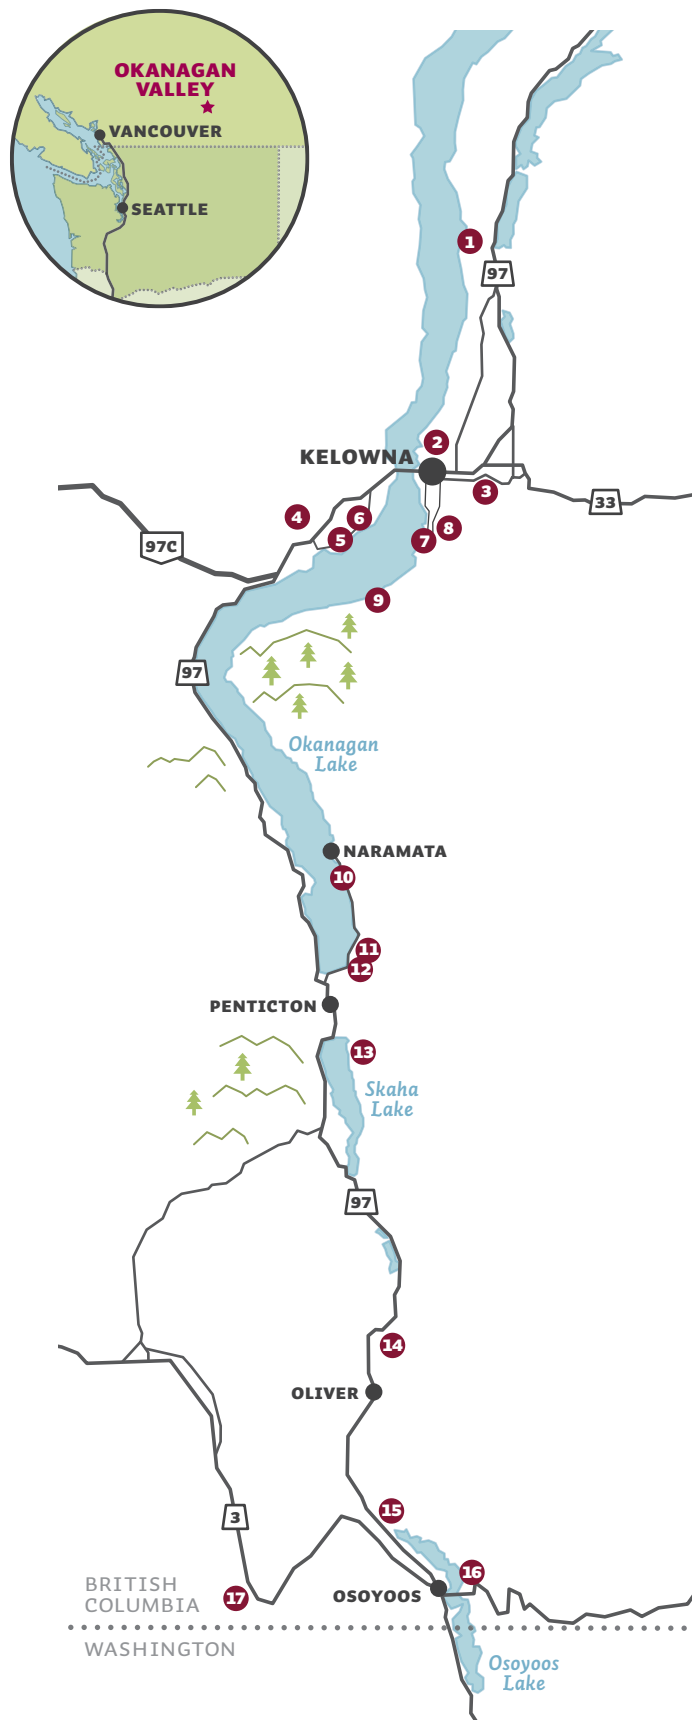 OKANAGAN
VALLEY
VANCOUVER
SEATTLE
1
97
2
KELOWNA
3
33
4
6
5
8
7
97C
9
97
Okanagan
Lake
NARAMATA
10
11
12
PENTICTON
13
Skaha
Lake
97
14
OLIVER
15
3
16
OSOYOOS
17
BRITISH
COLUMBIA
WASHINGTON
Osoyoos
Lake